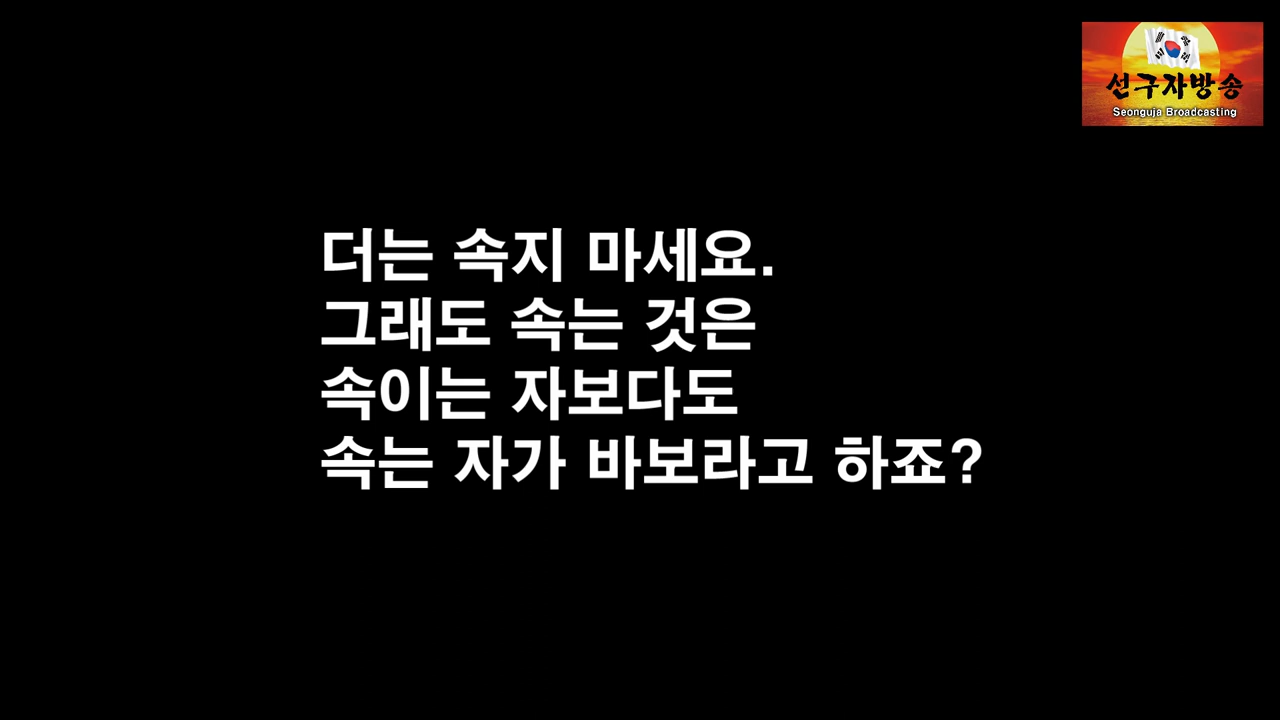 선구자방송
Seonguja Broadcasting
더는 속지 마세요.
그래도 속는 것은
속이는 자보다도
속는 자가 바보라고 하죠?